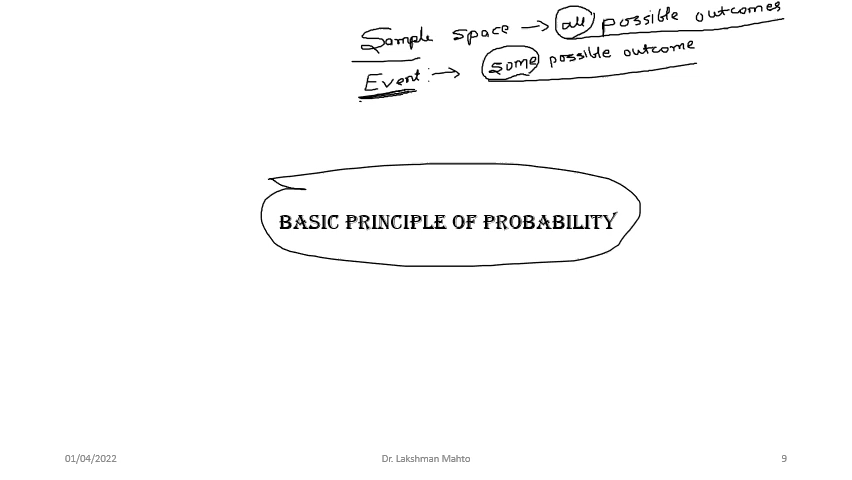 Sample space → all possible outcomes
Event : → some possible outcome
BASIC PRINCIPLE OF PROBABILITY
01/04/2022 Dr. Lakshman Mahto 9